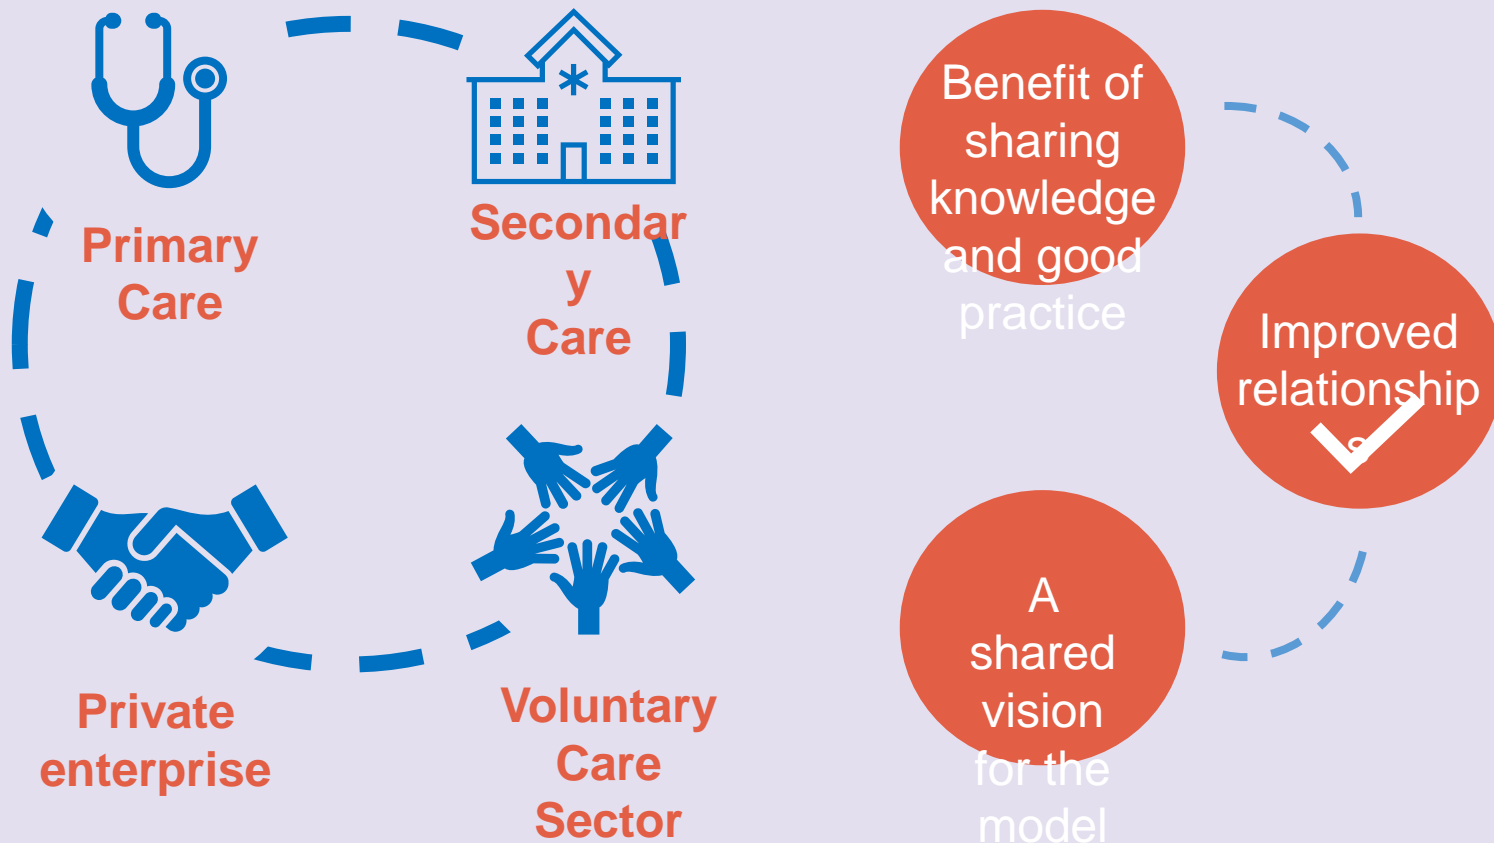 Primary
Care
Secondar
y
Care
Private
enterprise
Voluntary
Care
Sector
Benefit of
sharing
knowledge
and good
practice
Improved
relationship
s
A
shared
vision
for the
model